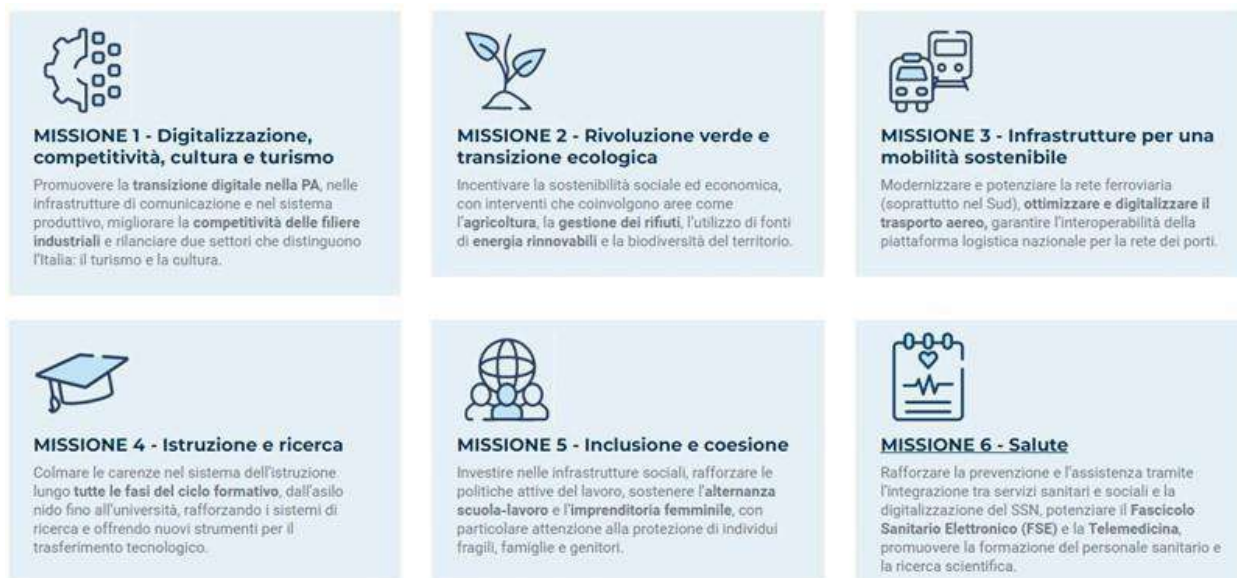 MISSIONE 1 - Digitalizzazione,
competitività, cultura e turismo
Promuovere la transizione digitale nella PA, nelle
infrastrutture di comunicazione e nel sistema
produttivo, migliorare la competitività delle filiere
industriali e rilanciare due settori che distinguono
l'Italia: il turismo e la cultura.
MISSIONE 2 - Rivoluzione verde e
transizione ecologica
Incentivare la sostenibilità sociale ed economica,
con interventi che coinvolgono aree come
l'agricoltura, la gestione dei rifiuti, l'utilizzo di fonti
di energia rinnovabili e la biodiversità del territorio.
MISSIONE 3 - Infrastrutture per una
mobilità sostenibile
Modernizzare e potenziare la rete ferroviaria
(soprattutto nel Sud), ottimizzare e digitalizzare il
trasporto aereo, garantire l'interoperabilità della
piattaforma logistica nazionale per la rete dei porti.
MISSIONE 4 - Istruzione e ricerca
Colmare le carenze nel sistema dell'istruzione
lungo tutte le fasi del ciclo formativo, dall'asilo
nido fino all'università, rafforzando i sistemi di
ricerca e offrendo nuovi strumenti per il
trasferimento tecnologico.
MISSIONE 5 - Inclusione e coesione
Investire nelle infrastrutture sociali, rafforzare le
politiche attive del lavoro, sostenere l'alternanza
scuola-lavoro e l'imprenditoria femminile, con
particolare attenzione alla protezione di individui
fragili, famiglie e genitori.
MISSIONE 6 - Salute
Rafforzare la prevenzione e l'assistenza tramite
l'integrazione tra servizi sanitari e sociali e la
digitalizzazione del SSN, potenziare il Fascicolo
Sanitario Elettronico (FSE) e la Telemedicina,
promuovere la formazione del personale sanitario e
la ricerca scientifica.